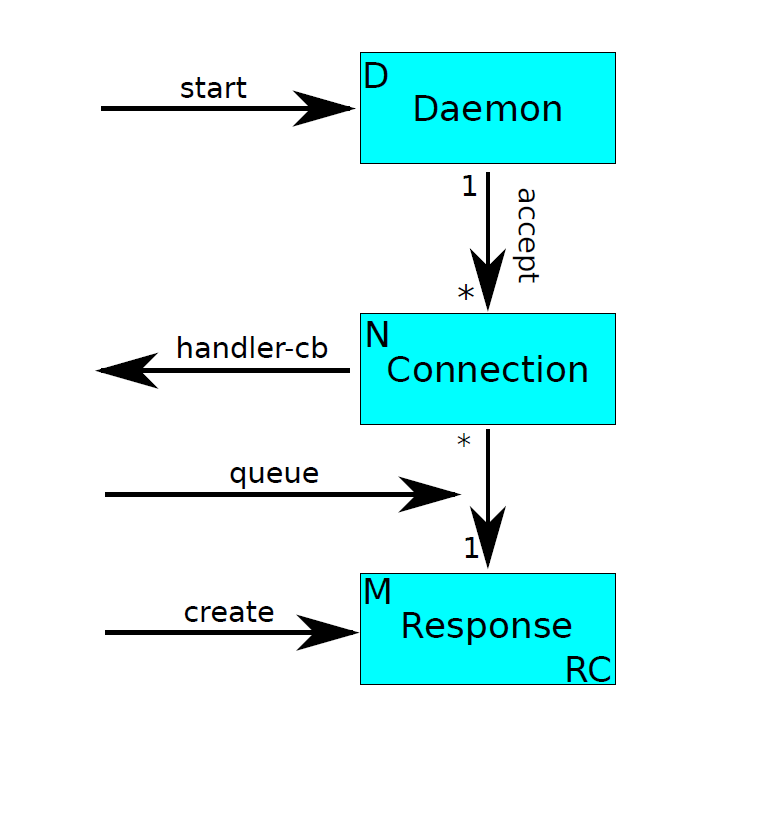 start
D
Daemon
1
accept
*
N
handler-cb
Connection
*
queue
1
M
create
Response
RC